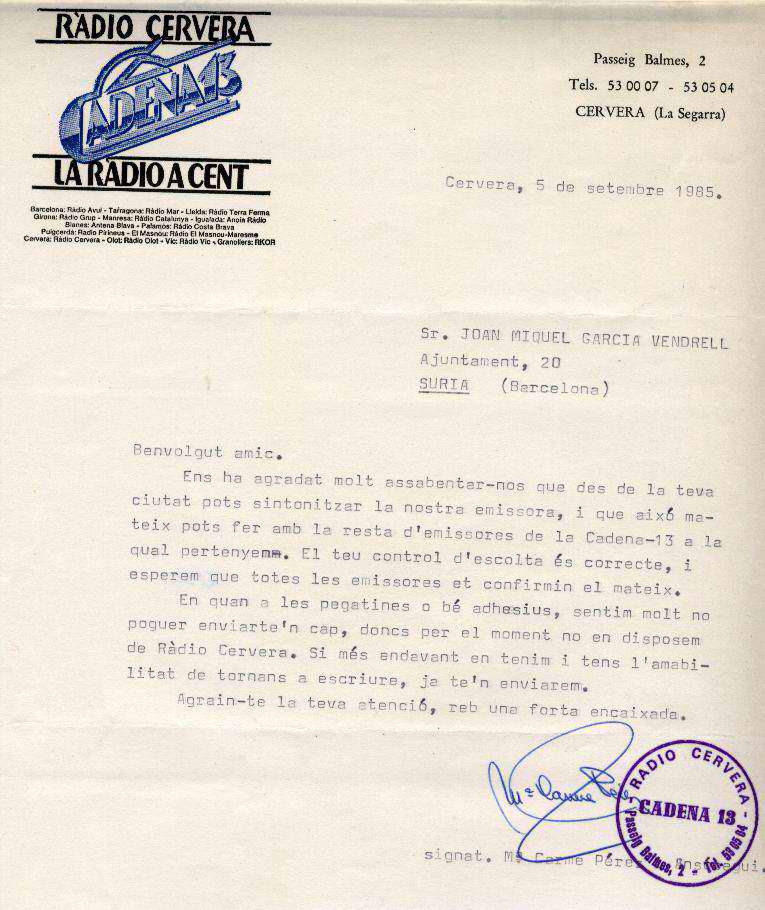 RÀDIO CERVERA
CADENA13
LA RÀDIO A CENT
Barcelona: Ràdio Avui - Tarragona: Ràdio Mar - Lleida: Ràdio Terra Ferma
Girona: Ràdio Grup - Manresa: Ràdio Catalunya - Igualada: Anoia Ràdio
Blanes: Antena Blava - Palamós: Ràdio Costa Brava
Puigcerdà: Ràdio Pirineus - El Masnou: Ràdio El Masnou-Maresme
Cervera: Ràdio Cervera - Olot: Ràdio Olot - Vic: Ràdio Vic - Granollers: RKOR
Passeig Balmes, 2
Tels. 53 00 07 - 53 05 04
CERVERA (La Segarra)
Cervera, 5 de setembre 1985.
Sr. JOAN MIQUEL GARCIA VENDRELL
Ajuntament, 20
SURIA (Barcelona)
Benvolgut amic.
Ens ha agradat molt assabentar-nos que des de la teva
ciutat pots sintonitzar la nostra emissora, i que aixó ma-
teix pots fer amb la resta d'emissores de la Cadena-13 a la
qual pertenyem. El teu control d'escolta és correcte, i
esperem que totes les emissores et confirmin el mateix.
En quan a les pegatines o bé adhesius, sentim molt no
poguer enviarte'n cap, doncs per el moment no en disposem
de Ràdio Cervera. Si més endavant en tenim i tens l'amabi-
litat de tornans a escriure, ja te'n enviarem.
Agrain-te la teva atenció, reb una forta encaixada.
Mª Carme
RADIO CERVERA -
CADENA 13
Passeig Balmes, 2 - Tel. 53 05 04
signat. Mª Carme Pérez